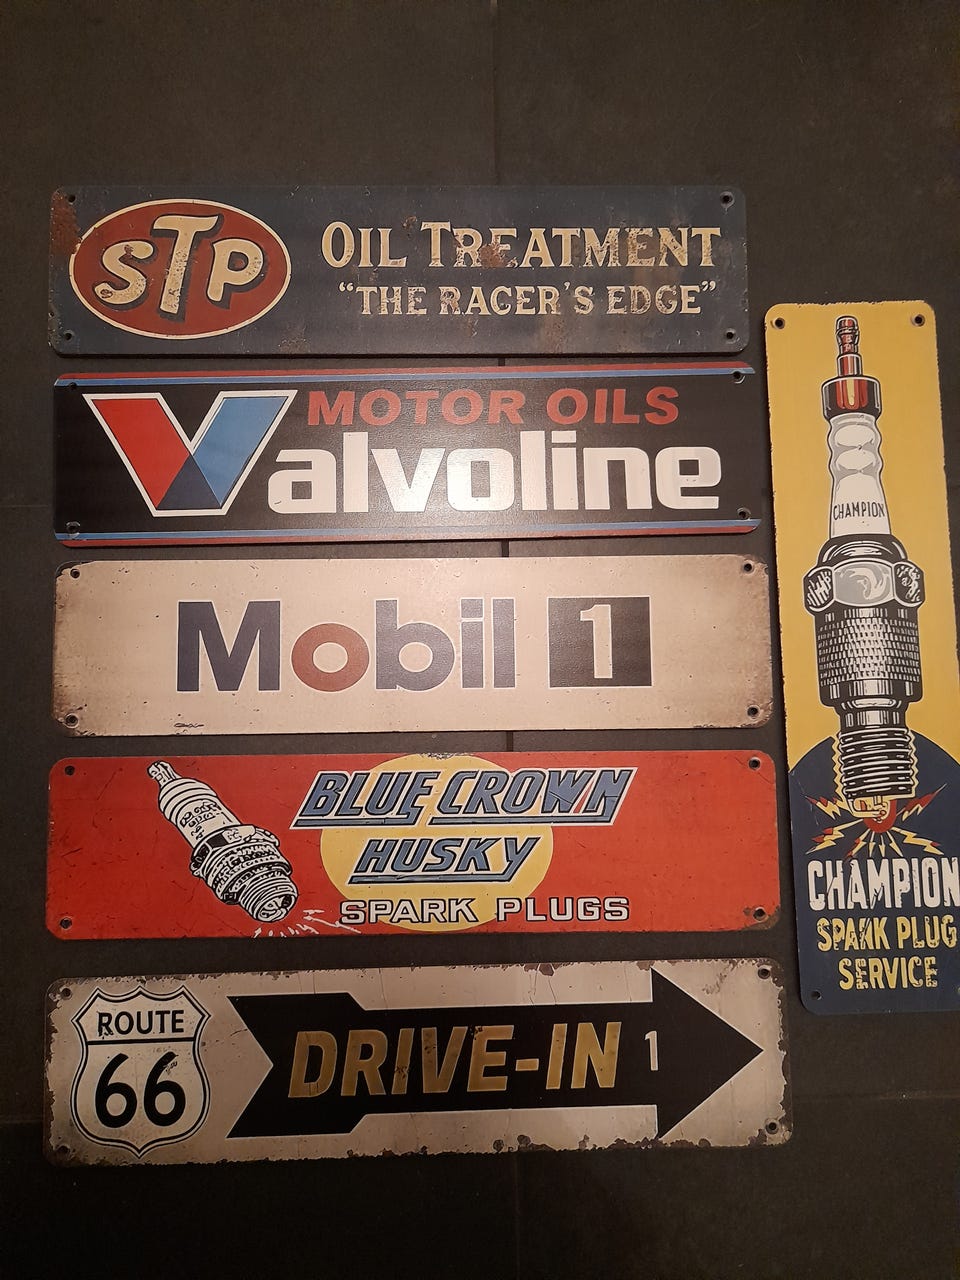 STP
OIL TREATMENT
"THE RACER'S EDGE"
MOTOR OILS
Valvoline
Mobil 1
BLUE CROWN
HUSKY
SPARK PLUGS
ROUTE
66
DRIVE-IN 1
CHAMPION
CHAMPION
SPARK PLUG
SERVICE